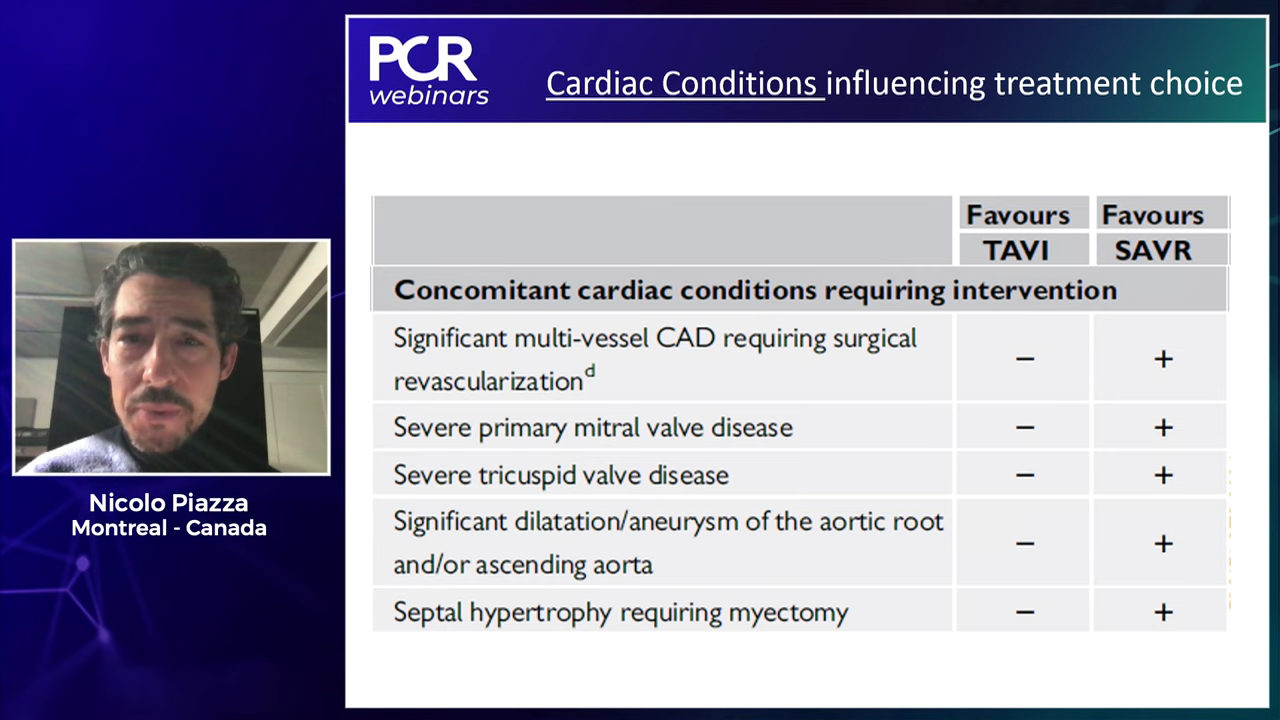 PCR
webinars
Cardiac Conditions influencing treatment choice
Favours Favours
TAVI SAVR
Concomitant cardiac conditions requiring intervention
Significant multi-vessel CAD requiring surgical
revascularizationᵈ − +
Severe primary mitral valve disease − +
Severe tricuspid valve disease − +
Significant dilatation/aneurysm of the aortic root
and/or ascending aorta − +
Septal hypertrophy requiring myectomy − +
Nicolo Piazza
Montreal - Canada